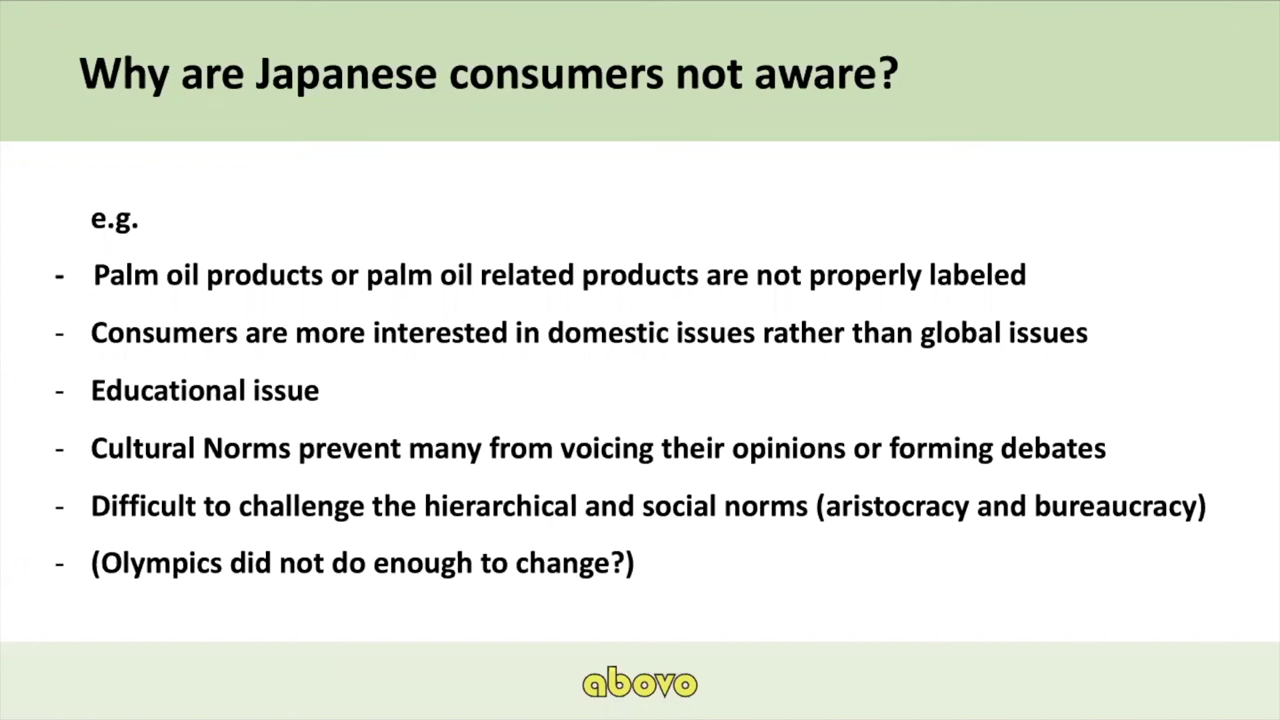 Why are Japanese consumers not aware?
e.g.
- Palm oil products or palm oil related products are not properly labeled
- Consumers are more interested in domestic issues rather than global issues
- Educational issue
- Cultural Norms prevent many from voicing their opinions or forming debates
- Difficult to challenge the hierarchical and social norms (aristocracy and bureaucracy)
- (Olympics did not do enough to change?)
abovo